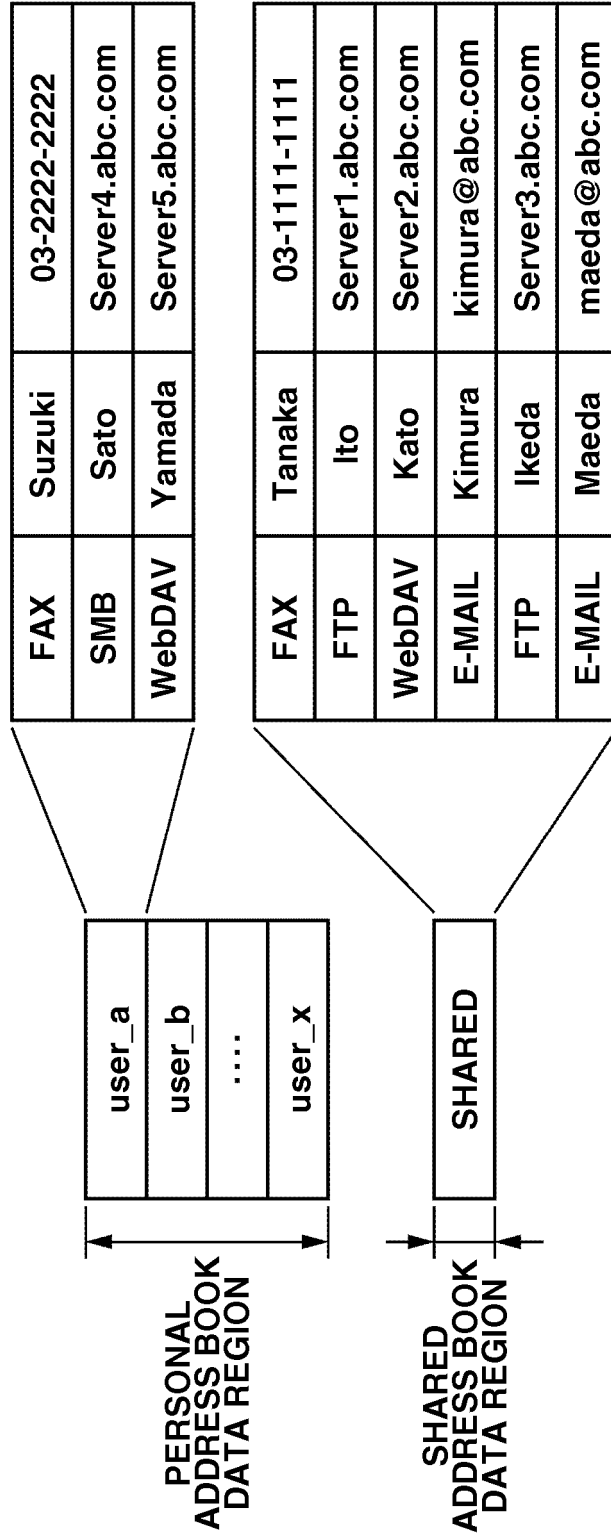 PERSONAL
ADDRESS BOOK
DATA REGION
user_a
user_b
....
user_x
FAX Suzuki 03-2222-2222
SMB Sato Server4.abc.com
WebDAV Yamada Server5.abc.com
SHARED
ADDRESS BOOK
DATA REGION
SHARED
FAX Tanaka 03-1111-1111
FTP Ito Server1.abc.com
WebDAV Kato Server2.abc.com
E-MAIL Kimura kimura@abc.com
FTP Ikeda Server3.abc.com
E-MAIL Maeda maeda@abc.com